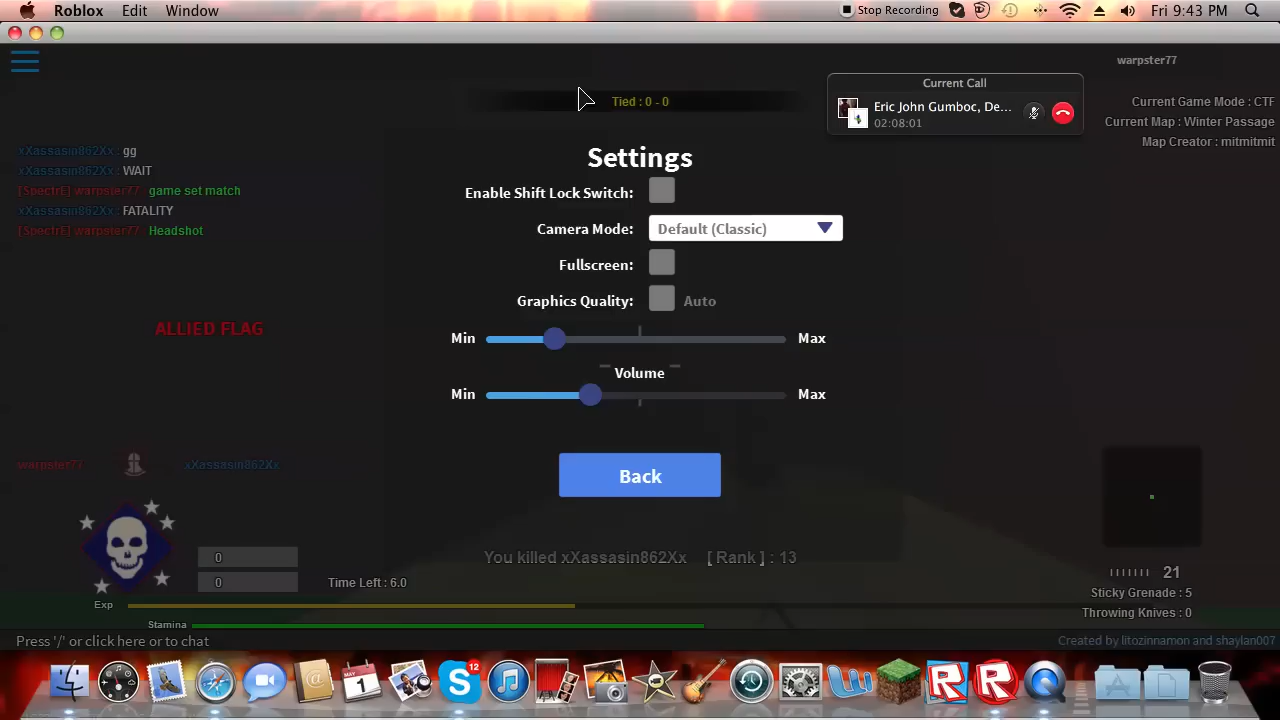 Roblox Edit Window Stop Recording Fri 9:43 PM
warpster77
Current Call
Eric John Gumboc, De...
02:08:01
Tied : 0 - 0
Current Game Mode : CTF
Current Map : Winter Passage
Map Creator : mitmitmit
xXassasin862Xx : gg
xXassasin862Xx : WAIT
[SpectrE] warpster77 : game set match
xXassasin862Xx : FATALITY
[SpectrE] warpster77 : Headshot
Settings
Enable Shift Lock Switch:
Camera Mode: Default (Classic)
Fullscreen:
Graphics Quality: Auto
Min Max
Volume
Min Max
Back
ALLIED FLAG
warpster77 xXassasin862Xx
0
0
Time Left : 6.0
You killed xXassasin862Xx [ Rank ] : 13
21
Sticky Grenade : 5
Throwing Knives : 0
Exp
Stamina
Press '/' or click here or to chat
Created by litozinnamon and shaylan007
1
12